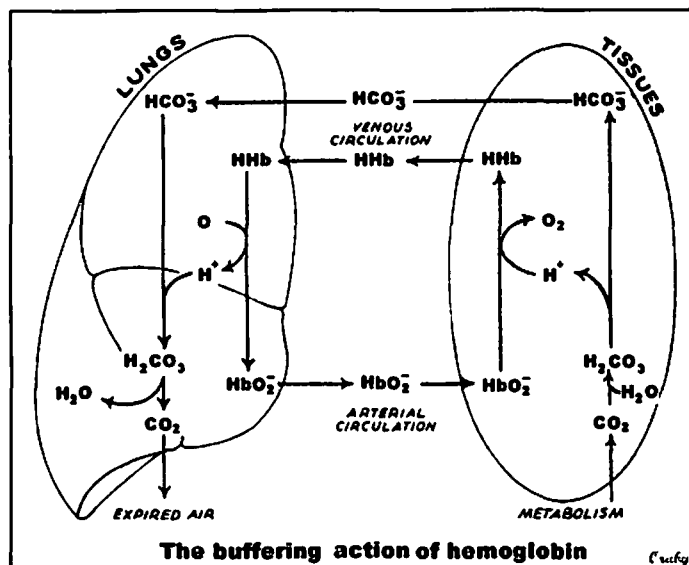 LUNGS
TISSUES
HCO₃⁻ HCO₃⁻ HCO₃⁻
VENOUS
CIRCULATION
HHb HHb HHb
O O₂
H⁺ H⁺
H₂CO₃ H₂CO₃
H₂O HbO₂⁻ HbO₂⁻ HbO₂⁻ H₂O
CO₂ ARTERIAL CO₂
CIRCULATION
EXPIRED AIR METABOLISM
The buffering action of hemoglobin